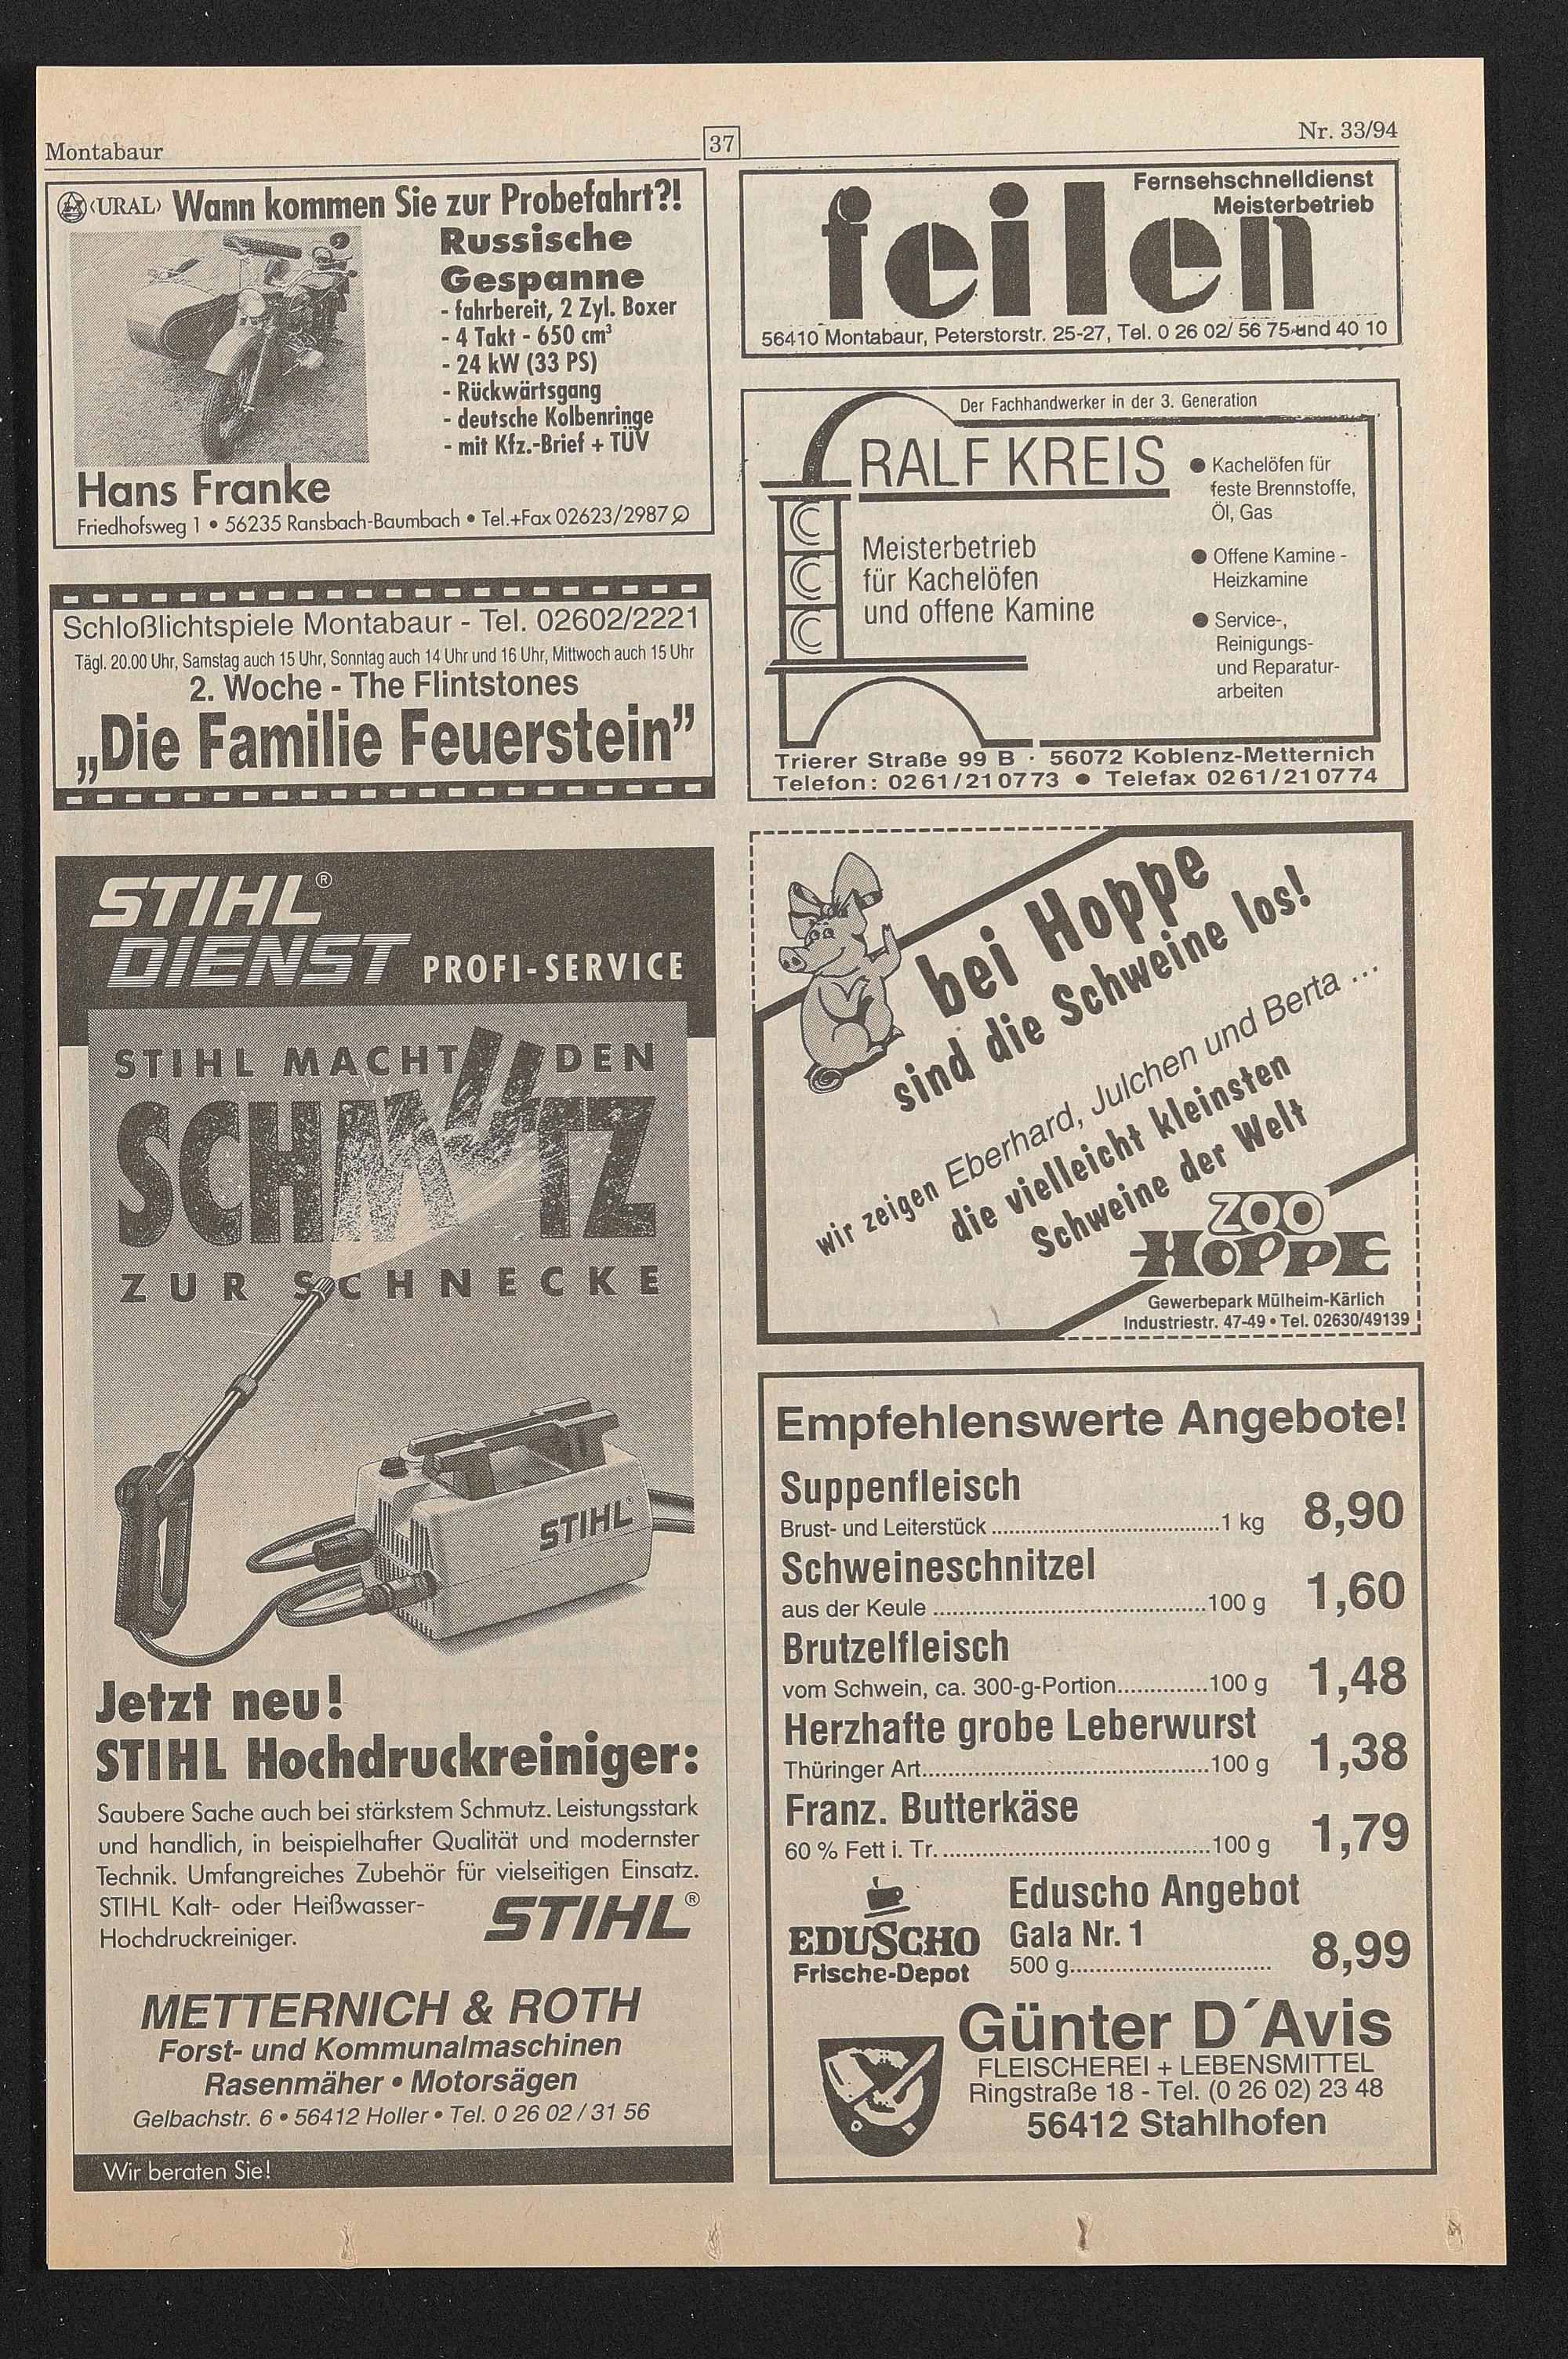 Montabaur
37
Nr. 33/94
‹URAL› Wann kommen Sie zur Probefahrt?!
Russische
Gespanne
- fahrbereit, 2 Zyl. Boxer
- 4 Takt - 650 cm³
- 24 kW (33 PS)
- Rückwärtsgang
- deutsche Kolbenringe
- mit Kfz.-Brief + TÜV
Hans Franke
Friedhofsweg 1 • 56235 Ransbach-Baumbach • Tel.+Fax 02623/2987
Schloßlichtspiele Montabaur - Tel. 02602/2221
Tägl. 20.00 Uhr, Samstag auch 15 Uhr, Sonntag auch 14 Uhr und 16 Uhr, Mittwoch auch 15 Uhr
2. Woche - The Flintstones
„Die Familie Feuerstein”
STIHL®
DIENST PROFI-SERVICE
STIHL MACHT DEN
SCHMUTZ
ZUR SCHNECKE
STIHL
Jetzt neu!
STIHL Hochdruckreiniger:
Saubere Sache auch bei stärkstem Schmutz. Leistungsstark
und handlich, in beispielhafter Qualität und modernster
Technik. Umfangreiches Zubehör für vielseitigen Einsatz.
STIHL Kalt- oder Heißwasser-
Hochdruckreiniger.
STIHL®
METTERNICH & ROTH
Forst- und Kommunalmaschinen
Rasenmäher • Motorsägen
Gelbachstr. 6 • 56412 Holler • Tel. 0 26 02 / 31 56
Wir beraten Sie!
Fernsehschnelldienst
Meisterbetrieb
feilen
56410 Montabaur, Peterstorstr. 25-27, Tel. 0 26 02/ 56 75 und 40 10
Der Fachhandwerker in der 3. Generation
RALF KREIS
Meisterbetrieb
für Kachelöfen
und offene Kamine
● Kachelöfen für
feste Brennstoffe,
Öl, Gas
● Offene Kamine -
Heizkamine
● Service-,
Reinigungs-
und Reparatur-
arbeiten
Trierer Straße 99 B · 56072 Koblenz-Metternich
Telefon: 0261/210773 ● Telefax 0261/210774
bei Hoppe
sind die Schweine los!
wir zeigen Eberhard, Julchen und Berta ...
die vielleicht kleinsten
Schweine der Welt
ZOO
HOPPE
Gewerbepark Mülheim-Kärlich
Industriestr. 47-49 • Tel. 02630/49139
Empfehlenswerte Angebote!
Suppenfleisch
Brust- und Leiterstück ........................................1 kg 8,90
Schweineschnitzel
aus der Keule ........................................100 g 1,60
Brutzelfleisch
vom Schwein, ca. 300-g-Portion..............100 g 1,48
Herzhafte grobe Leberwurst
Thüringer Art...........................................100 g 1,38
Franz. Butterkäse
60 % Fett i. Tr. ........................................100 g 1,79
EDUSCHO
Frische-Depot
Eduscho Angebot
Gala Nr. 1
500 g.............................. 8,99
Günter D´Avis
FLEISCHEREI + LEBENSMITTEL
Ringstraße 18 - Tel. (0 26 02) 23 48
56412 Stahlhofen